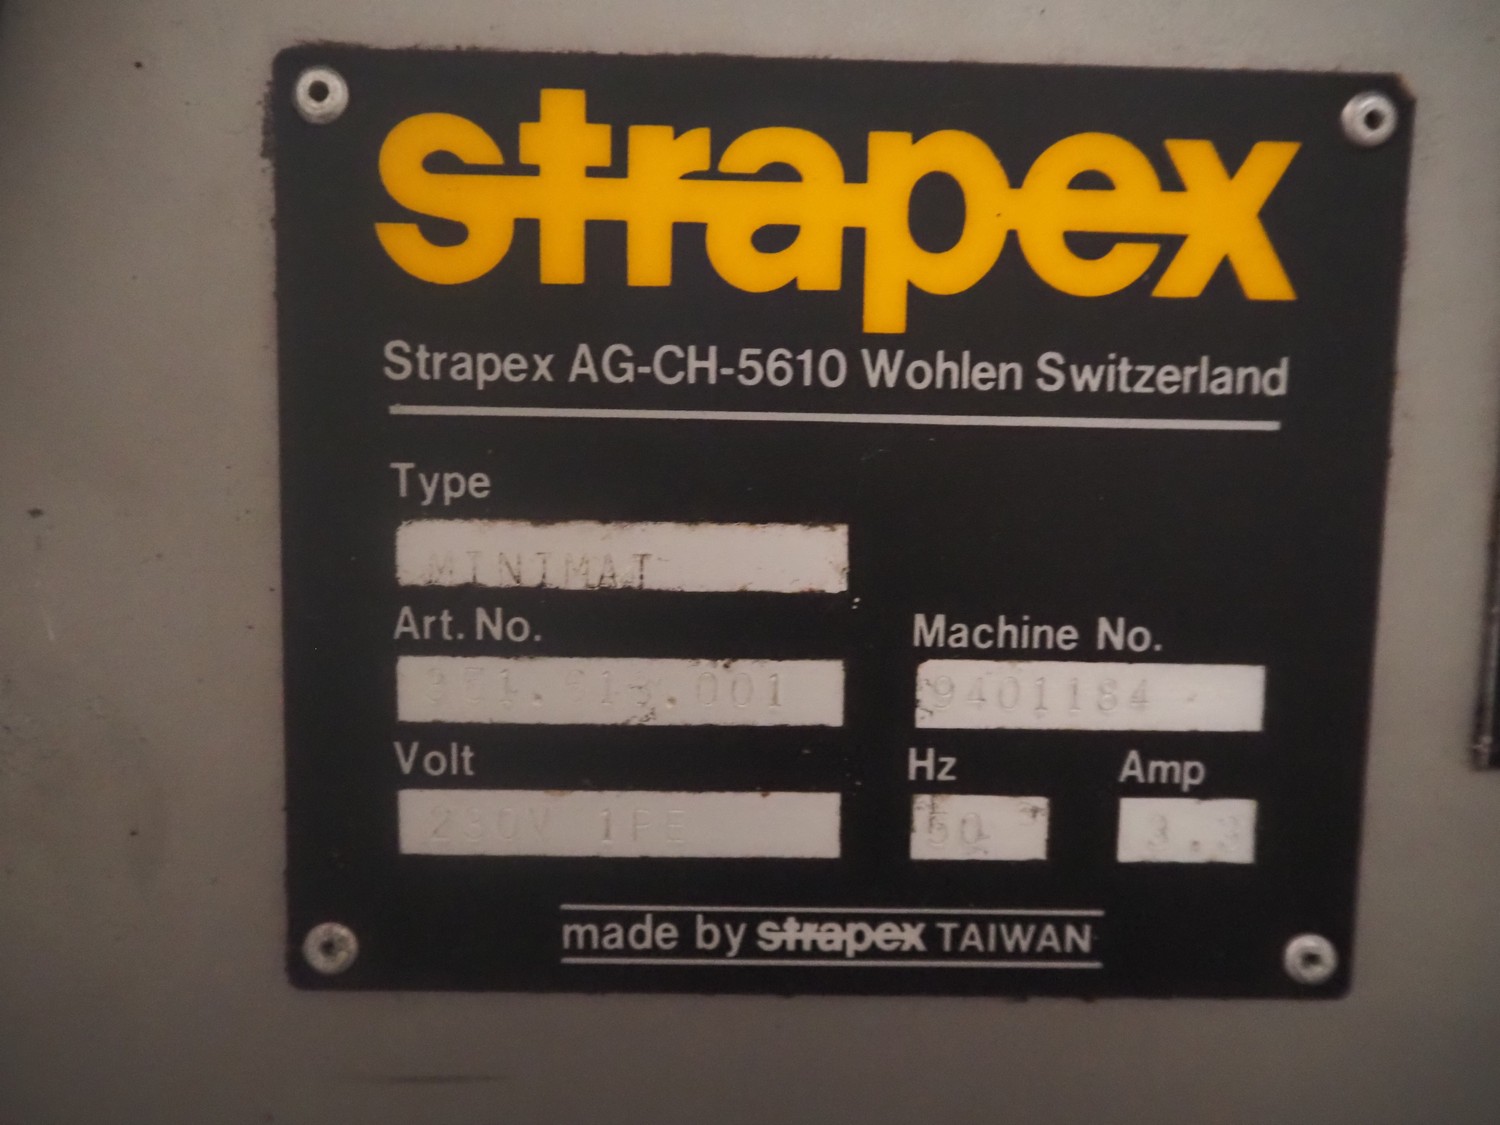 strapex
Strapex AG-CH-5610 Wohlen Switzerland
Type
MINIMAT
Art. No.
Machine No.
9401184
Volt
Hz
Amp
230V 1PE
50
made by strapex TAIWAN